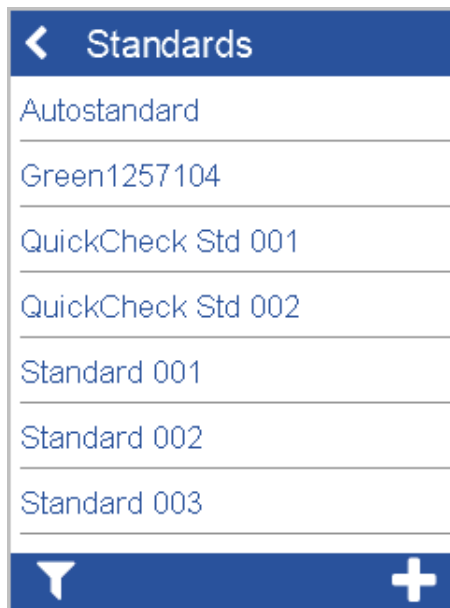 Standards
Autostandard
Green1257104
QuickCheck Std 001
QuickCheck Std 002
Standard 001
Standard 002
Standard 003